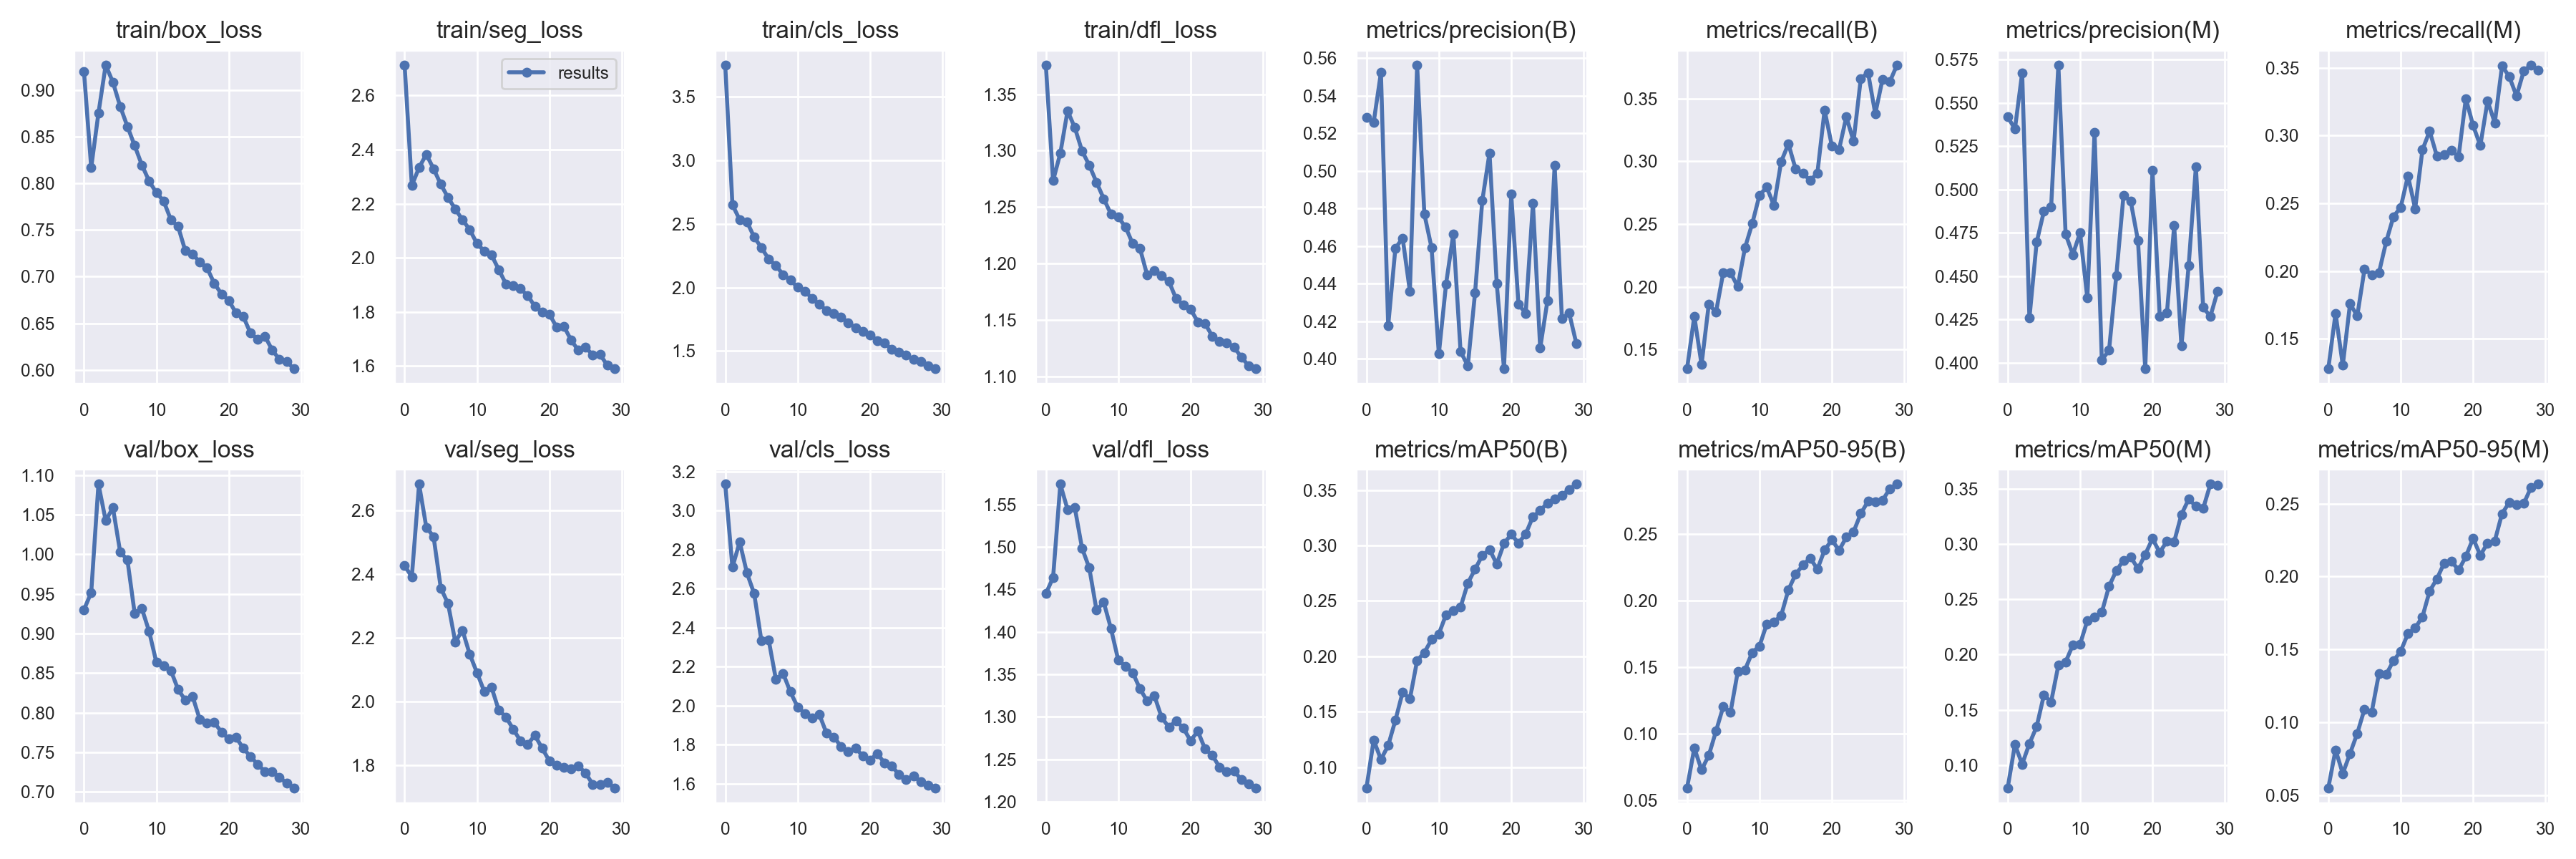 train/box_loss train/seg_loss train/cls_loss train/dfl_loss metrics/precision(B) metrics/recall(B) metrics/precision(M) metrics/recall(M)
results
0.90 0.85 0.80 0.75 0.70 0.65 0.60
0 10 20 30
2.6 2.4 2.2 2.0 1.8 1.6
0 10 20 30
3.5 3.0 2.5 2.0 1.5
0 10 20 30
1.35 1.30 1.25 1.20 1.15 1.10
0 10 20 30
0.56 0.54 0.52 0.50 0.48 0.46 0.44 0.42 0.40
0 10 20 30
0.35 0.30 0.25 0.20 0.15
0 10 20 30
0.575 0.550 0.525 0.500 0.475 0.450 0.425 0.400
0 10 20 30
0.35 0.30 0.25 0.20 0.15
0 10 20 30
val/box_loss val/seg_loss val/cls_loss val/dfl_loss metrics/mAP50(B) metrics/mAP50-95(B) metrics/mAP50(M) metrics/mAP50-95(M)
1.10 1.05 1.00 0.95 0.90 0.85 0.80 0.75 0.70
0 10 20 30
2.6 2.4 2.2 2.0 1.8
0 10 20 30
3.2 3.0 2.8 2.6 2.4 2.2 2.0 1.8 1.6
0 10 20 30
1.55 1.50 1.45 1.40 1.35 1.30 1.25 1.20
0 10 20 30
0.35 0.30 0.25 0.20 0.15 0.10
0 10 20 30
0.25 0.20 0.15 0.10 0.05
0 10 20 30
0.35 0.30 0.25 0.20 0.15 0.10
0 10 20 30
0.25 0.20 0.15 0.10 0.05
0 10 20 30